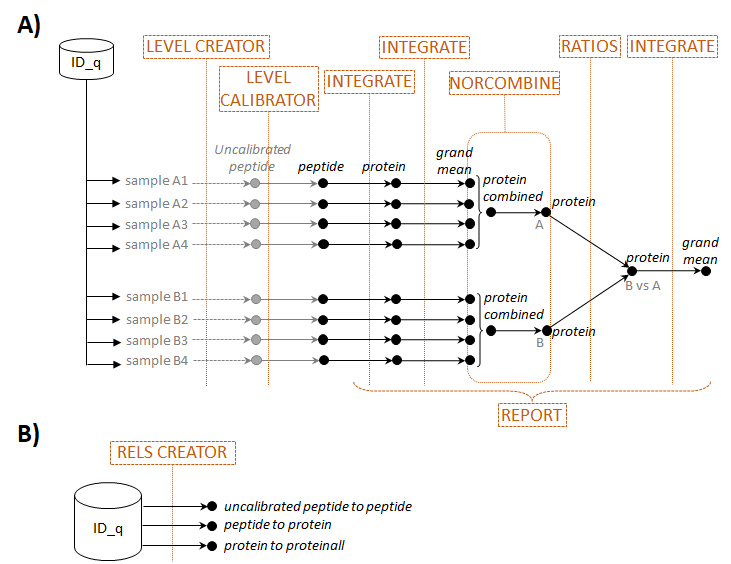 A)
ID_q
LEVEL CREATOR
LEVEL
CALIBRATOR
INTEGRATE
INTEGRATE
NORCOMBINE
RATIOS
INTEGRATE
Uncalibrated
peptide
peptide
protein
grand
mean
protein
combined
protein
A
sample A1
sample A2
sample A3
sample A4
protein
B vs A
grand
mean
sample B1
sample B2
sample B3
sample B4
protein
combined
B
protein
REPORT
B)
RELS CREATOR
ID_q
uncalibrated peptide to peptide
peptide to protein
protein to proteinall